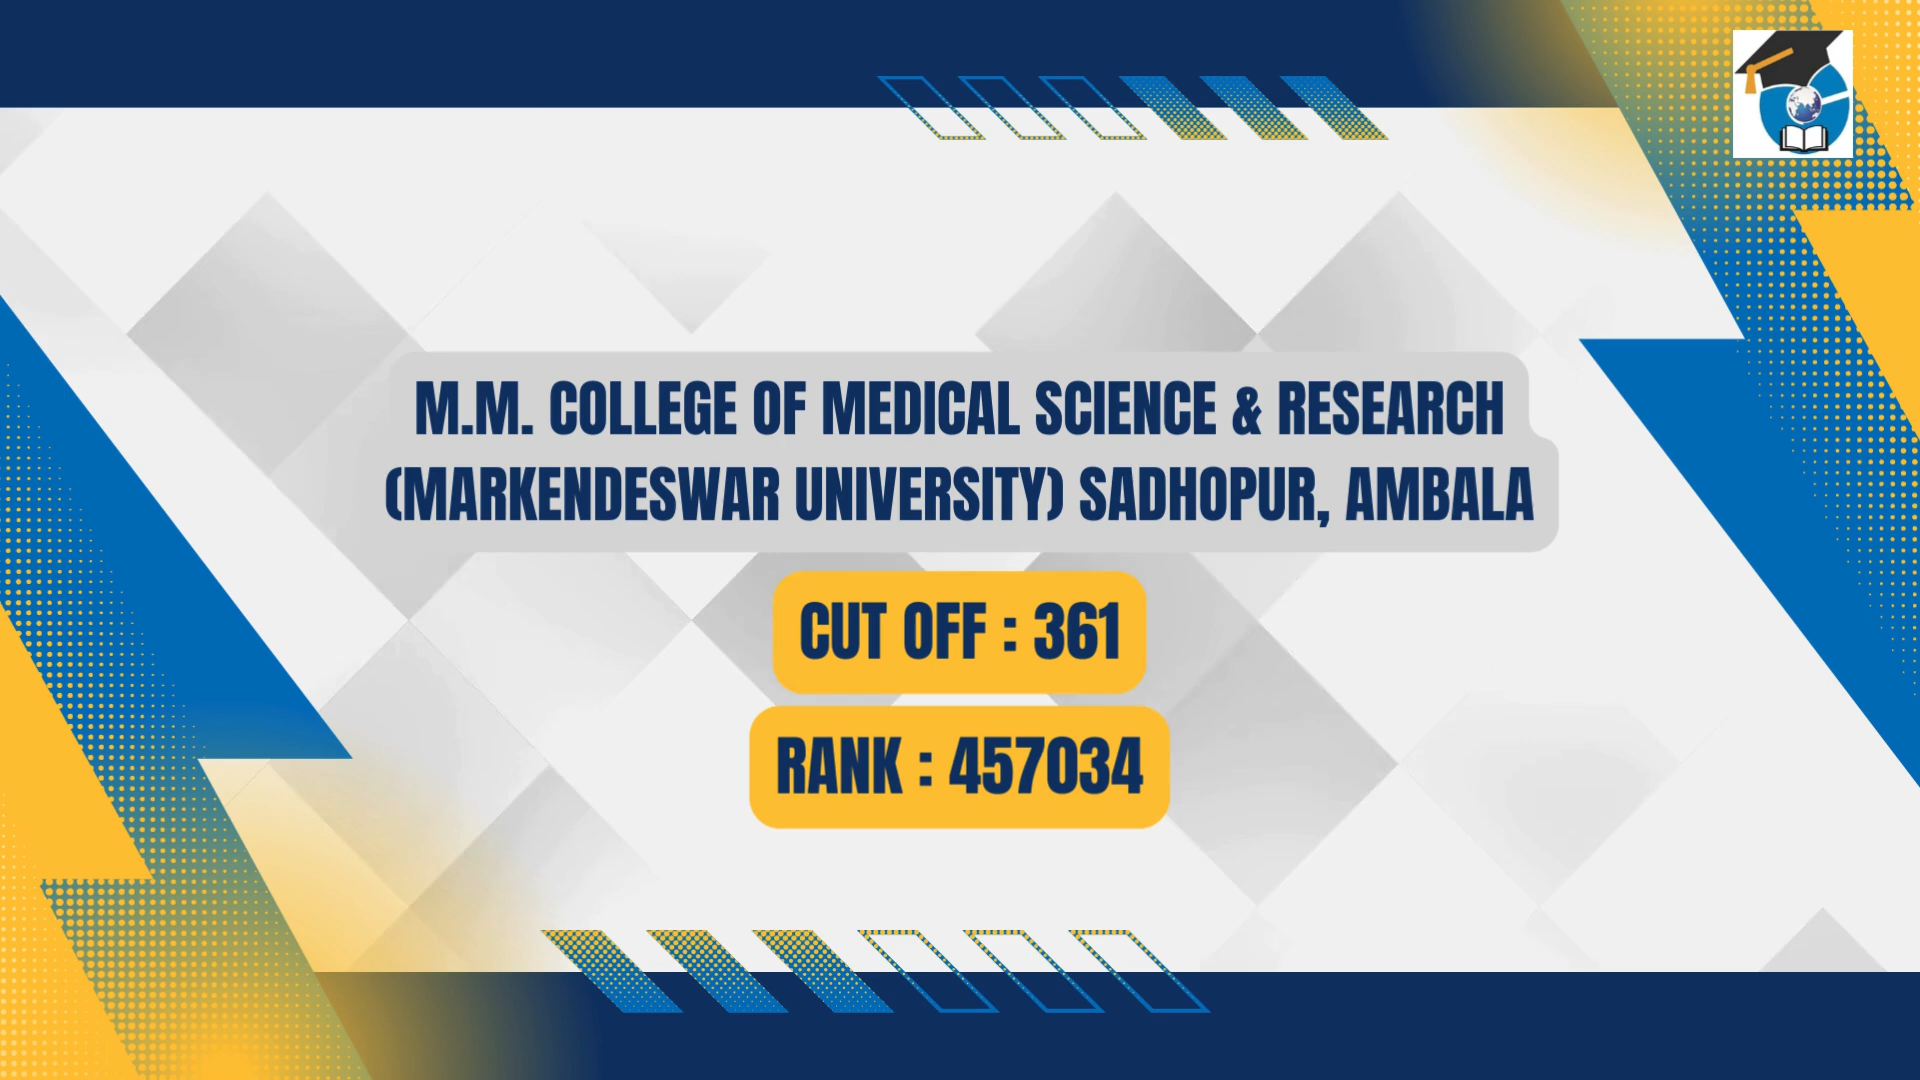 M.M. COLLEGE OF MEDICAL SCIENCE & RESEARCH
(MARKENDESWAR UNIVERSITY) SADHOPUR, AMBALA
CUT OFF : 361
RANK : 457034